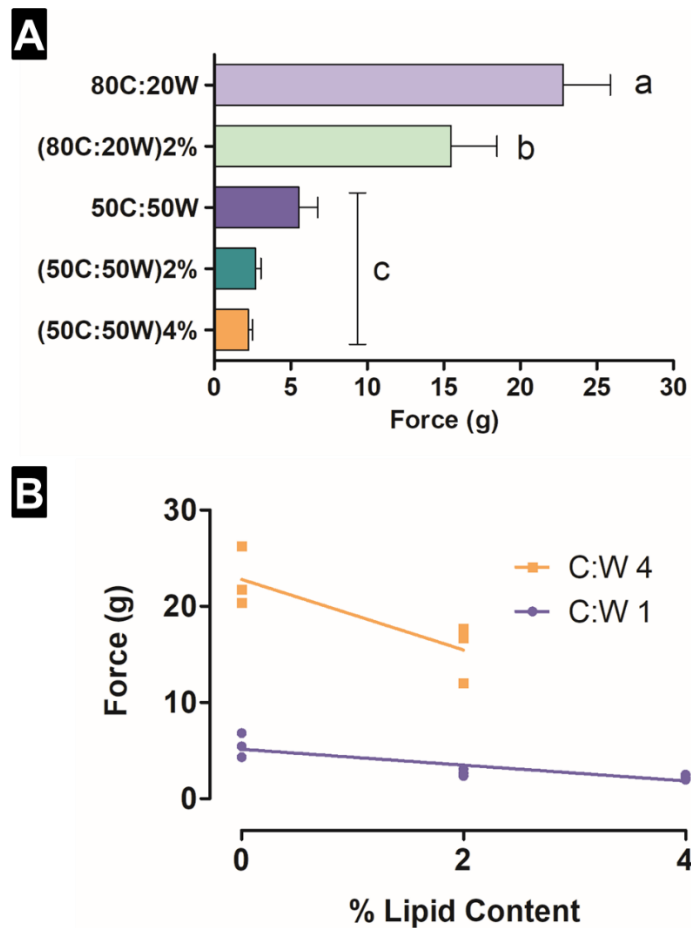 A
80C:20W
a
(80C:20W)2%
b
50C:50W
(50C:50W)2%
c
(50C:50W)4%
0 5 10 15 20 25 30
Force (g)
B
30
20
10
0
Force (g)
C:W 4
C:W 1
0 2 4
% Lipid Content